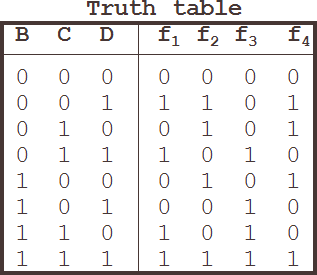 Truth table
B C D f1 f2 f3 f4
0 0 0 0 0 0 0
0 0 1 1 1 0 1
0 1 0 0 1 0 1
0 1 1 1 0 1 0
1 0 0 0 1 0 1
1 0 1 0 0 1 0
1 1 0 1 0 1 0
1 1 1 1 1 1 1